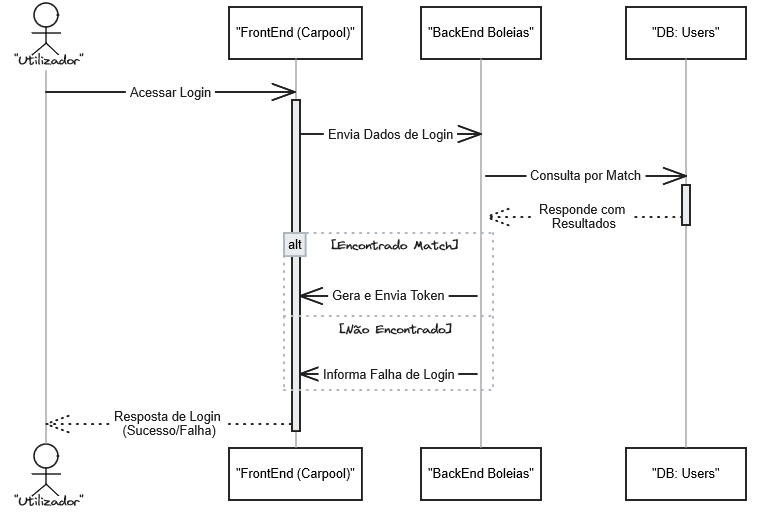 "FrontEnd (Carpool)"
"BackEnd Boleias"
"DB: Users"
"Utilizador"
Acessar Login
Envia Dados de Login
Consulta por Match
Responde com
Resultados
alt
[Encontrado Match]
Gera e Envia Token
[Não Encontrado]
Informa Falha de Login
Resposta de Login
(Sucesso/Falha)
"FrontEnd (Carpool)"
"BackEnd Boleias"
"DB: Users"
"Utilizador"